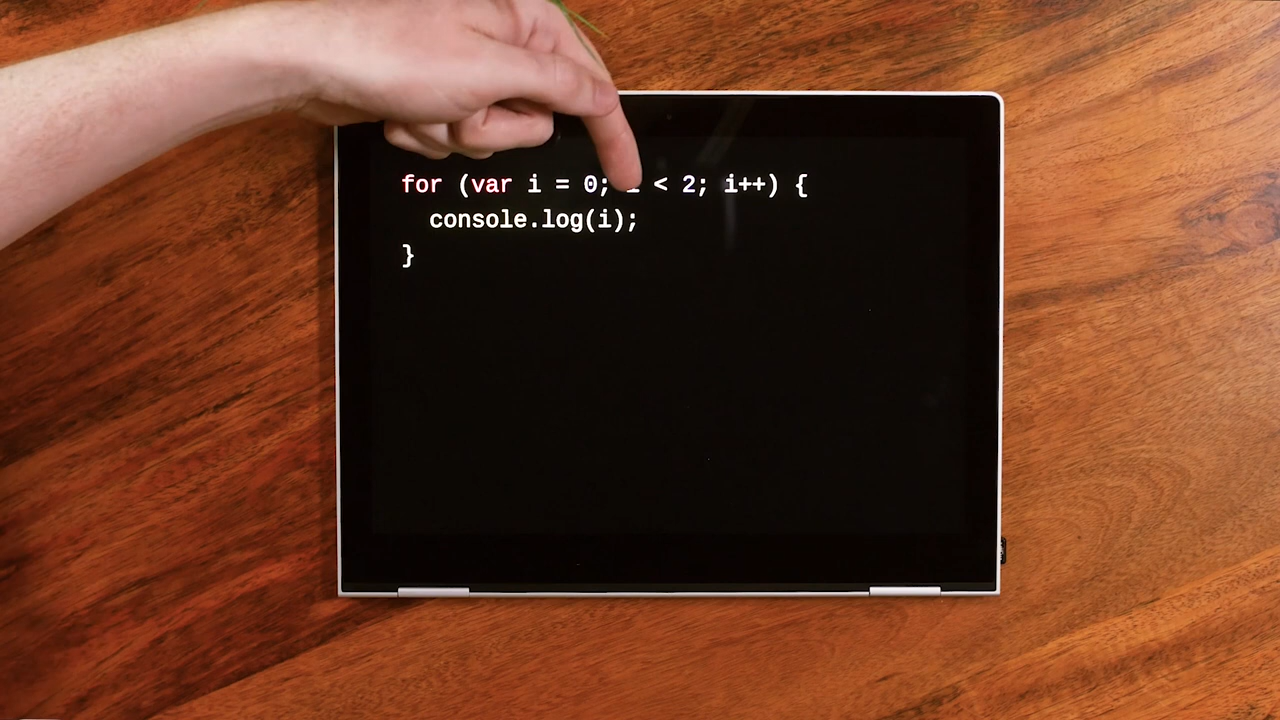 for (var i = 0; i < 2; i++) {
  console.log(i);
}